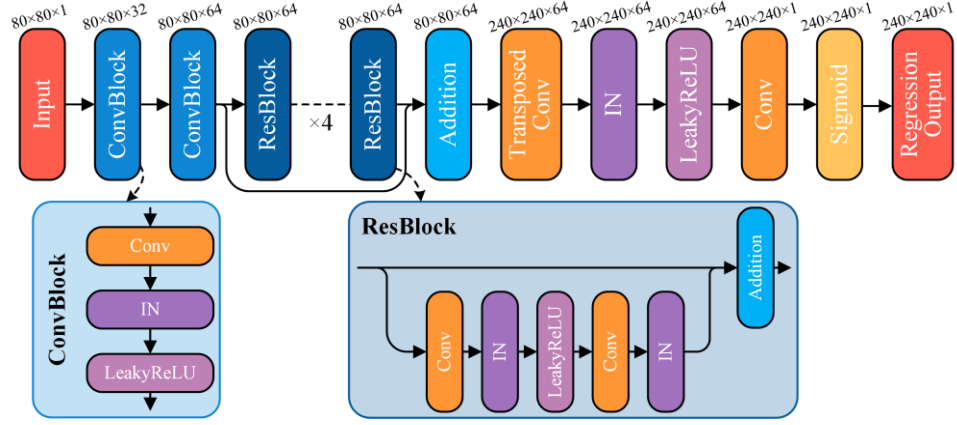 80×80×1
80×80×32
80×80×64
80×80×64
80×80×64
80×80×64
240×240×64
240×240×64
240×240×64
240×240×1
240×240×1
240×240×1
Input
ConvBlock
ConvBlock
ResBlock
×4
ResBlock
Addition
Transposed
Conv
IN
LeakyReLU
Conv
Sigmoid
Regression
Output
ConvBlock
Conv
IN
LeakyReLU
ResBlock
Conv
IN
LeakyReLU
Conv
IN
Addition